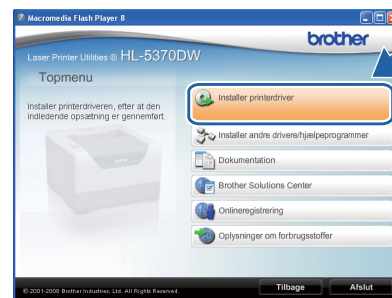 Macromedia Flash Player 8
brother
Laser Printer Utilities ® HL-5370DW
Topmenu
Installer printerdriveren, efter at den
indledende opsætning er gennemført.
Installer printerdriver
Installer andre drivere/hjælpeprogrammer
Dokumentation
Brother Solutions Center
Onlineregistrering
Oplysninger om forbrugsstoffer
© 2001-2008 Brother Industries, Ltd. All Rights Reserved.
Tilbage
Afslut